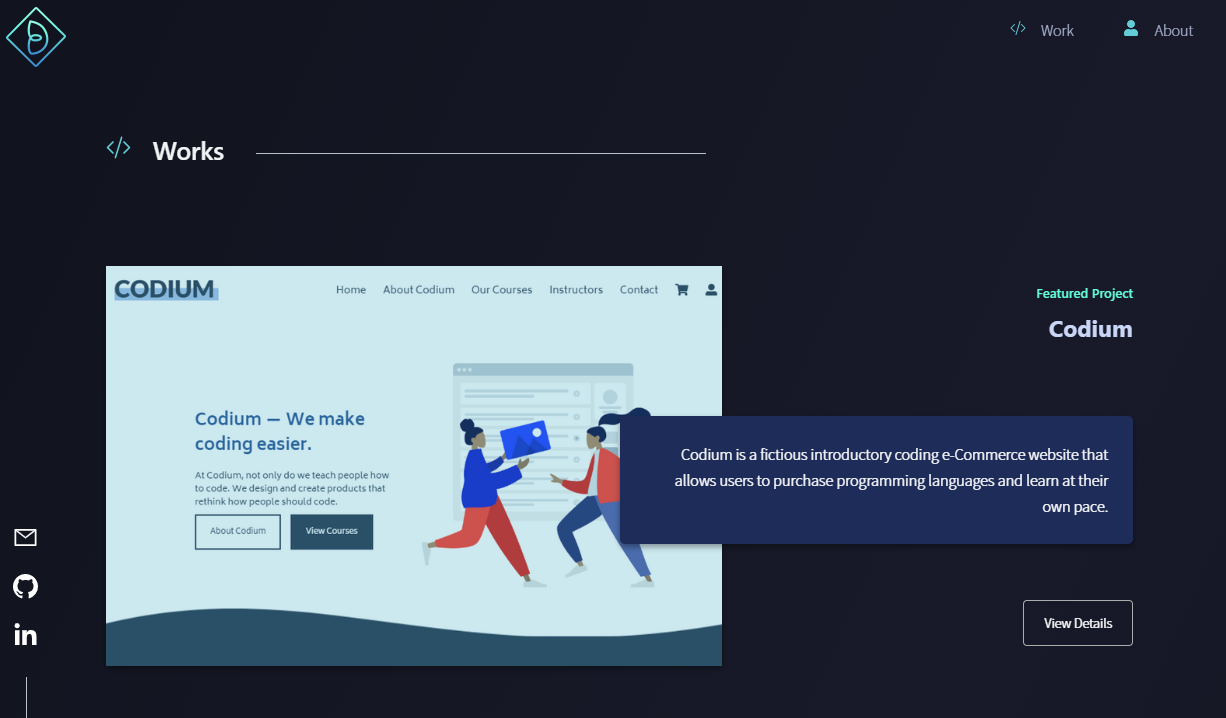 Work
About
Works
CODIUM
Home
About Codium
Our Courses
Instructors
Contact
Codium — We make
coding easier.
At Codium, not only do we teach people how
to code. We design and create products that
rethink how people should code.
About Codium
View Courses
Featured Project
Codium
Codium is a fictious introductory coding e-Commerce website that
allows users to purchase programming languages and learn at their
own pace.
View Details